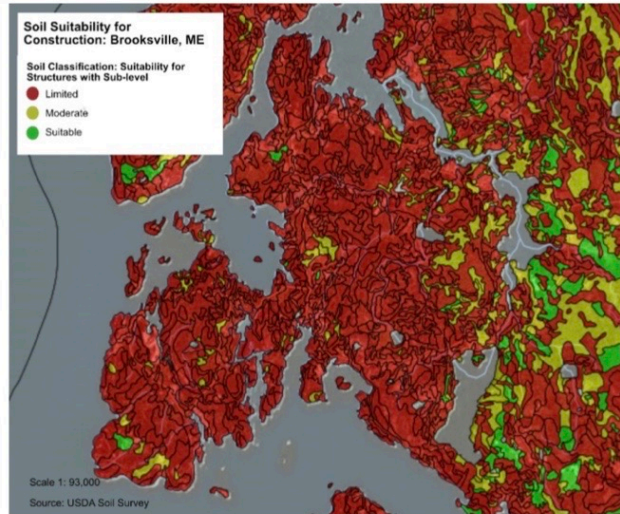 Soil Suitability for
Construction: Brooksville, ME
Soil Classification: Suitability for
Structures with Sub-level
Limited
Moderate
Suitable
Scale 1: 93,000
Source: USDA Soil Survey